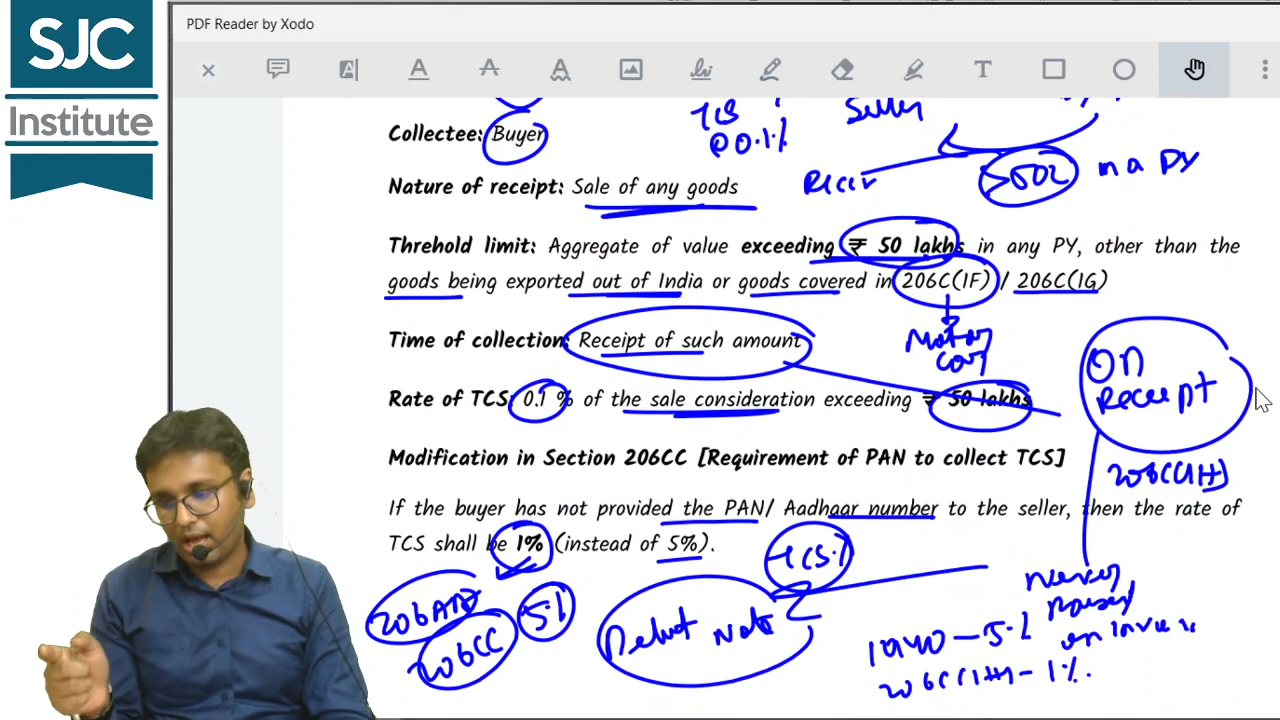 SJC
Institute
PDF Reader by Xodo
TCS
@ 0.1%
Seller
Collectee: Buyer
>50L in a PY
Nature of receipt: Sale of any goods
Threhold limit: Aggregate of value exceeding ₹ 50 lakhs in any PY, other than the
goods being exported out of India or goods covered in 206C(1F) / 206C(1G)
Time of collection: Receipt of such amount
Motor
Car
On
Receipt
Rate of TCS: 0.1 % of the sale consideration exceeding ₹ 50 lakhs
Modification in Section 206CC [Requirement of PAN to collect TCS]
206C(1H)
If the buyer has not provided the PAN/ Aadhaar number to the seller, then the rate of
TCS shall be 1% (instead of 5%).
206CC
5%
Debit Note
on
206C(1H) - 1%.